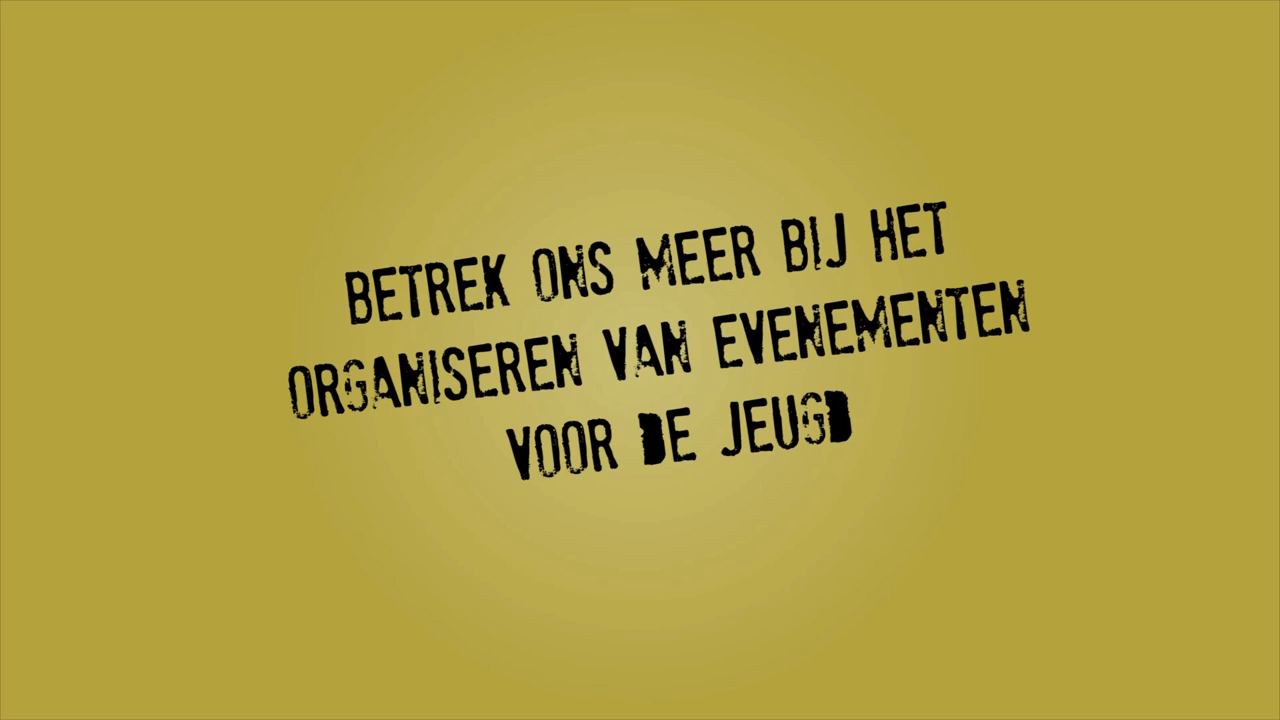 BETREK ONS MEER BIJ HET
ORGANISEREN VAN EVENEMENTEN
VOOR DE JEUGD